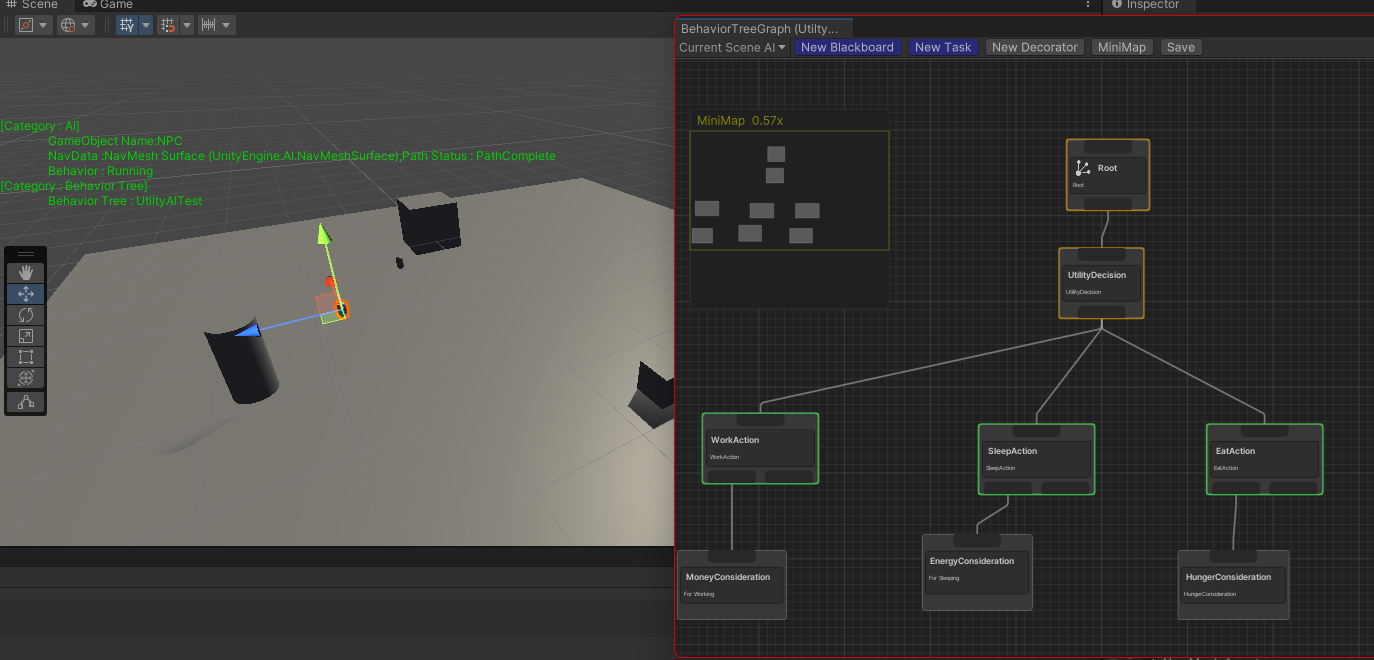 Scene
Game
Inspector
BehaviorTreeGraph (Utilty...
Current Scene AI
New Blackboard
New Task
New Decorator
MiniMap
Save
[Category : AI]
GameObject Name:NPC
NavData :NavMesh Surface (UnityEngine.AI.NavMeshSurface),Path Status : PathComplete
Behavior : Running
[Category : Behavior Tree]
Behavior Tree : UtiltyAITest
MiniMap 0.57x
Root
Root
UtilityDecision
UtilityDecision
WorkAction
WorkAction
SleepAction
SleepAction
EatAction
EatAction
MoneyConsideration
For Working
EnergyConsideration
For Sleeping
HungerConsideration
HungerConsideration